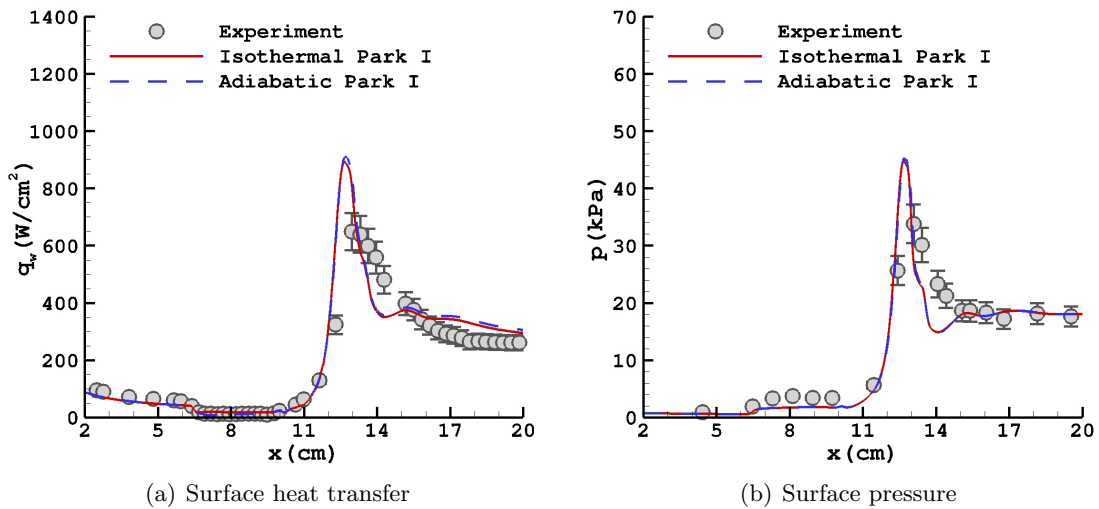 1400
1200
1000
800
600
400
200
0
q_w (W/cm²)
Experiment
Isothermal Park I
Adiabatic Park I
2 5 8 11 14 17 20
x (cm)
(a) Surface heat transfer
70
60
50
40
30
20
10
0
p (kPa)
Experiment
Isothermal Park I
Adiabatic Park I
2 5 8 11 14 17 20
x (cm)
(b) Surface pressure